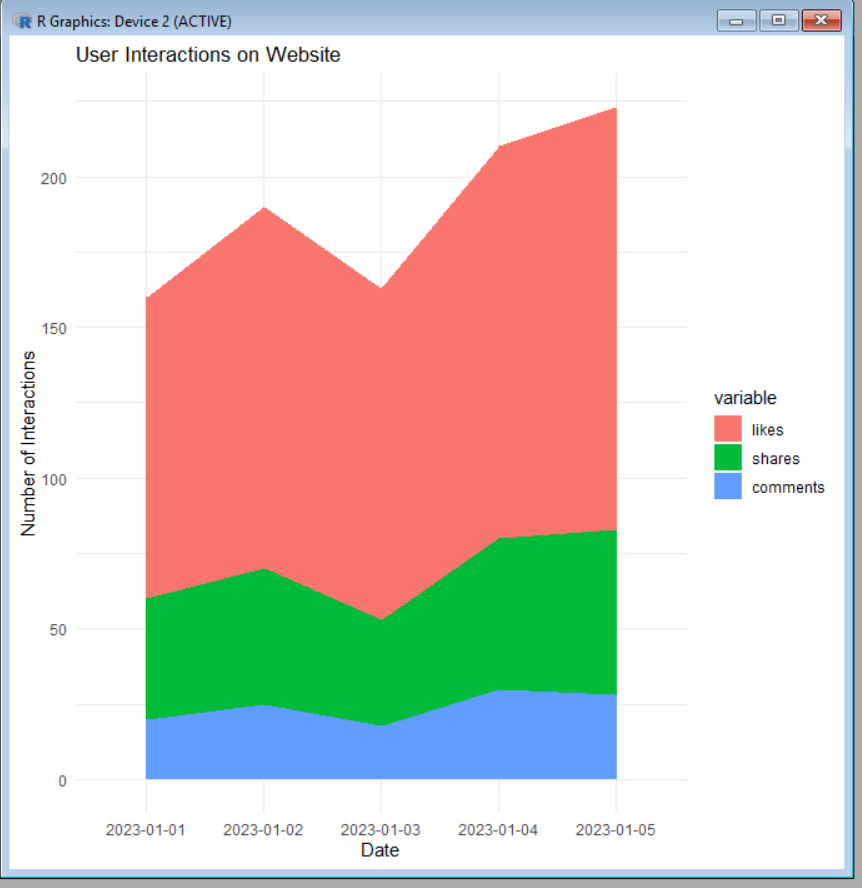 R Graphics: Device 2 (ACTIVE)
User Interactions on Website
200
150
100
50
0
Number of Interactions
2023-01-01 2023-01-02 2023-01-03 2023-01-04 2023-01-05
Date
variable
likes
shares
comments